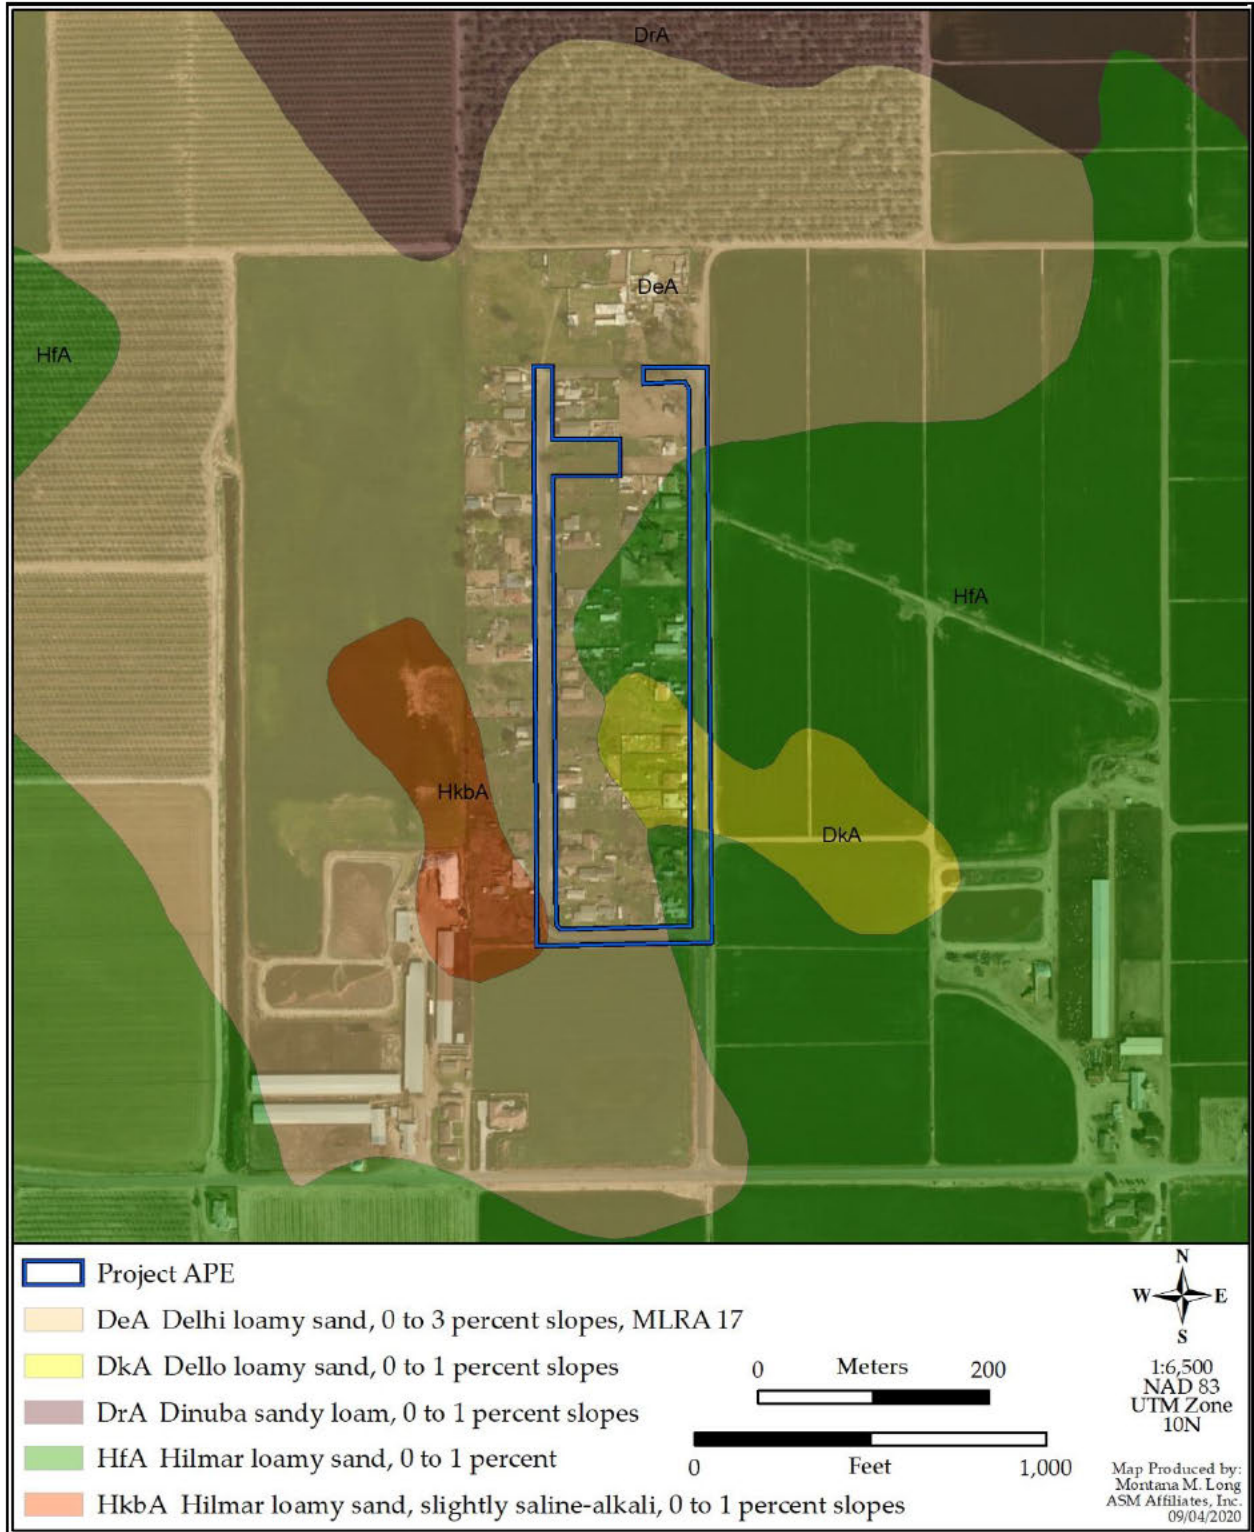 DrA
DeA
HfA
HfA
HkbA
DkA
Project APE
DeA Delhi loamy sand, 0 to 3 percent slopes, MLRA 17
DkA Dello loamy sand, 0 to 1 percent slopes
DrA Dinuba sandy loam, 0 to 1 percent slopes
HfA Hilmar loamy sand, 0 to 1 percent
HkbA Hilmar loamy sand, slightly saline-alkali, 0 to 1 percent slopes
0 Meters 200
0 Feet 1,000
N
W E
S
1:6,500
NAD 83
UTM Zone
10N
Map Produced by:
Montana M. Long
ASM Affiliates, Inc.
09/04/2020